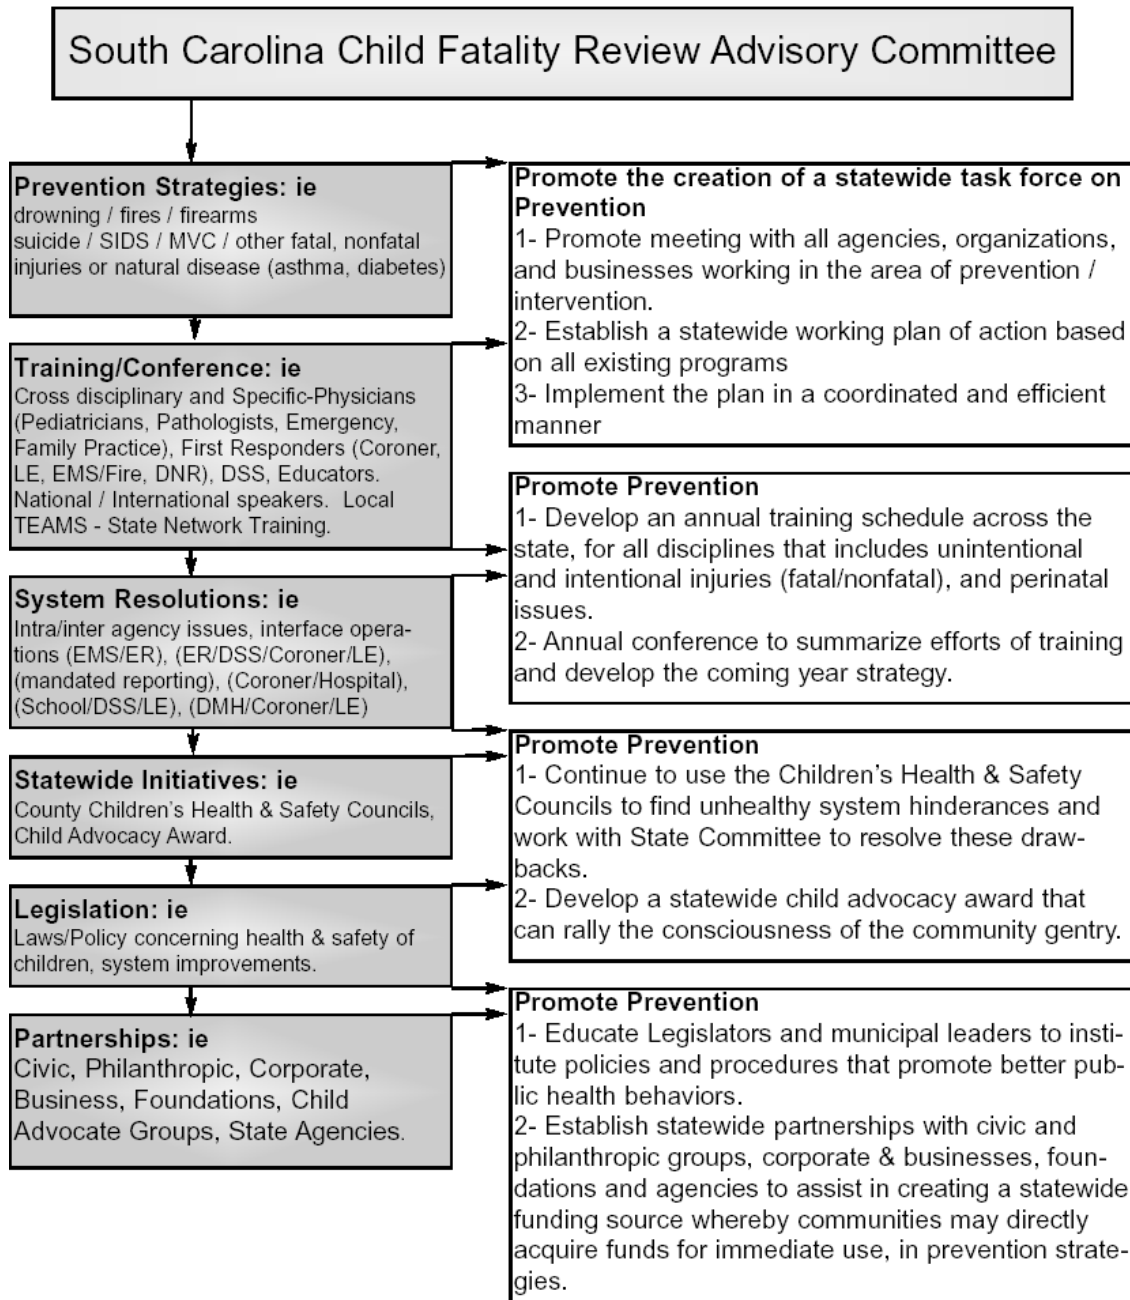 South Carolina Child Fatality Review Advisory Committee
Prevention Strategies: ie
drowning / fires / firearms
suicide / SIDS / MVC / other fatal, nonfatal
injuries or natural disease (asthma, diabetes)
Training/Conference: ie
Cross disciplinary and Specific-Physicians
(Pediatricians, Pathologists, Emergency,
Family Practice), First Responders (Coroner,
LE, EMS/Fire, DNR), DSS, Educators.
National / International speakers. Local
TEAMS - State Network Training.
System Resolutions: ie
Intra/inter agency issues, interface opera-
tions (EMS/ER), (ER/DSS/Coroner/LE),
(mandated reporting), (Coroner/Hospital),
(School/DSS/LE), (DMH/Coroner/LE)
Statewide Initiatives: ie
County Children's Health & Safety Councils,
Child Advocacy Award.
Legislation: ie
Laws/Policy concerning health & safety of
children, system improvements.
Partnerships: ie
Civic, Philanthropic, Corporate,
Business, Foundations, Child
Advocate Groups, State Agencies.
Promote the creation of a statewide task force on
Prevention
1- Promote meeting with all agencies, organizations,
and businesses working in the area of prevention /
intervention.
2- Establish a statewide working plan of action based
on all existing programs
3- Implement the plan in a coordinated and efficient
manner
Promote Prevention
1- Develop an annual training schedule across the
state, for all disciplines that includes unintentional
and intentional injuries (fatal/nonfatal), and perinatal
issues.
2- Annual conference to summarize efforts of training
and develop the coming year strategy.
Promote Prevention
1- Continue to use the Children's Health & Safety
Councils to find unhealthy system hinderances and
work with State Committee to resolve these draw-
backs.
2- Develop a statewide child advocacy award that
can rally the consciousness of the community gentry.
Promote Prevention
1- Educate Legislators and municipal leaders to insti-
tute policies and procedures that promote better pub-
lic health behaviors.
2- Establish statewide partnerships with civic and
philanthropic groups, corporate & businesses, foun-
dations and agencies to assist in creating a statewide
funding source whereby communities may directly
acquire funds for immediate use, in prevention strate-
gies.